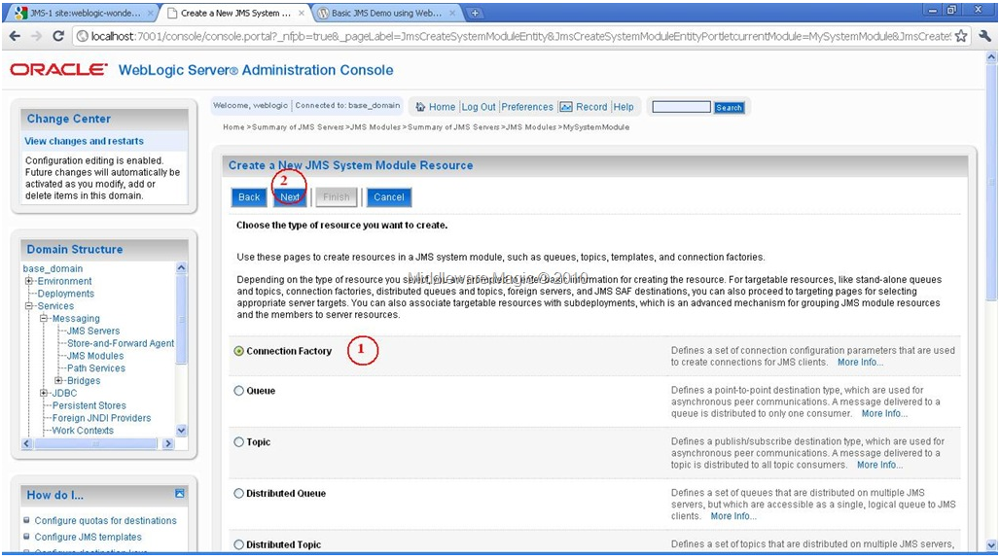 JMS-1 site:weblogic-wonde...
Create a New JMS System ...
Basic JMS Demo using Web...
localhost:7001/console/console.portal?_nfpb=true&_pageLabel=JmsCreateSystemModuleEntity&JmsCreateSystemModuleEntityPortletcurrentModule=MySystemModule&JmsCreate
ORACLE WebLogic Server® Administration Console
Change Center
View changes and restarts
Configuration editing is enabled.
Future changes will automatically be
activated as you modify, add or
delete items in this domain.
Domain Structure
base_domain
Environment
Deployments
Services
Messaging
JMS Servers
Store-and-Forward Agent
JMS Modules
Path Services
Bridges
JDBC
Persistent Stores
Foreign JNDI Providers
Work Contexts
How do I...
Configure quotas for destinations
Configure JMS templates
Welcome, weblogic Connected to: base_domain
Home Log Out Preferences Record Help
Search
Home >Summary of JMS Servers >JMS Modules >Summary of JMS Servers >JMS Modules >MySystemModule
Create a New JMS System Module Resource
2
Back Next Finish Cancel
Choose the type of resource you want to create.
Use these pages to create resources in a JMS system module, such as queues, topics, templates, and connection factories.
Middleware Magic @ 2010
Depending on the type of resource you select, you are prompted to enter basic information for creating the resource. For targetable resources, like stand-alone queues
and topics, connection factories, distributed queues and topics, foreign servers, and JMS SAF destinations, you can also proceed to targeting pages for selecting
appropriate server targets. You can also associate targetable resources with subdeployments, which is an advanced mechanism for grouping JMS module resources
and the members to server resources.
Connection Factory
1
Defines a set of connection configuration parameters that are used
to create connections for JMS clients. More Info...
Queue
Defines a point-to-point destination type, which are used for
asynchronous peer communications. A message delivered to a
queue is distributed to only one consumer. More Info...
Topic
Defines a publish/subscribe destination type, which are used for
asynchronous peer communications. A message delivered to a
topic is distributed to all topic consumers. More Info...
Distributed Queue
Defines a set of queues that are distributed on multiple JMS
servers, but which are accessible as a single, logical queue to JMS
clients. More Info...
Distributed Topic
Defines a set of topics that are distributed on multiple JMS servers,